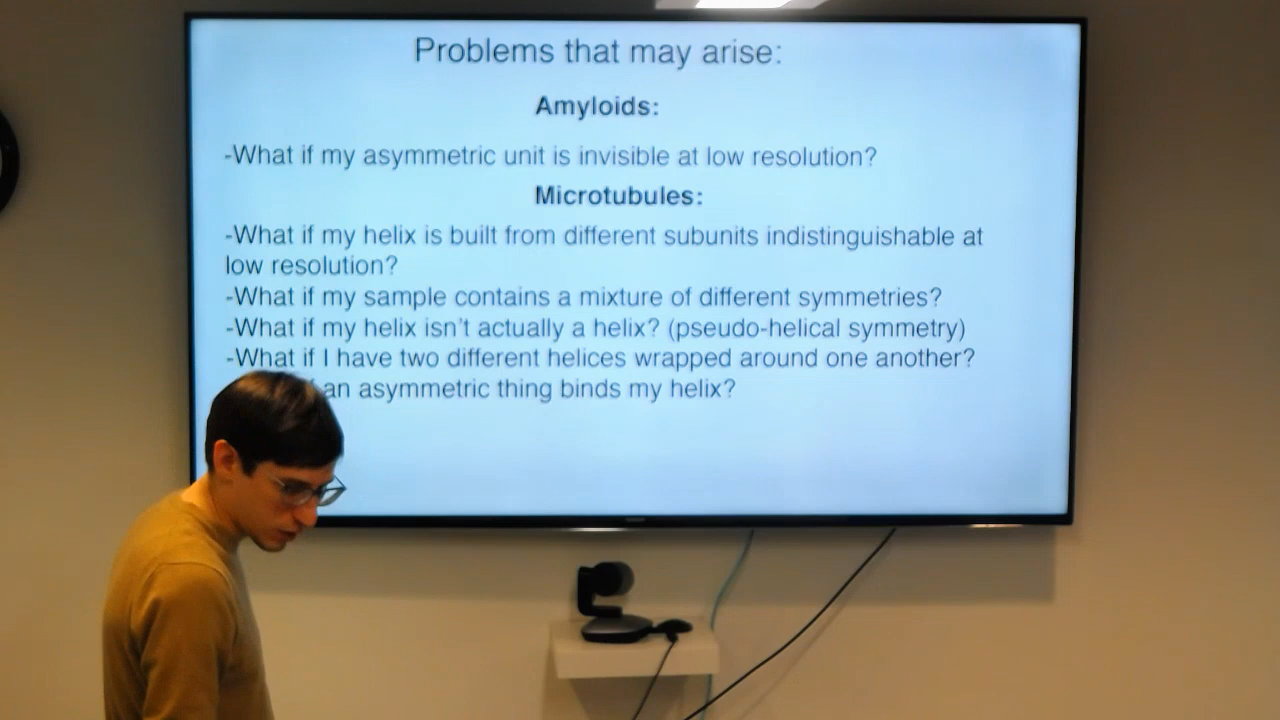 Problems that may arise:
Amyloids:
-What if my asymmetric unit is invisible at low resolution?
Microtubules:
-What if my helix is built from different subunits indistinguishable at
low resolution?
-What if my sample contains a mixture of different symmetries?
-What if my helix isn't actually a helix? (pseudo-helical symmetry)
-What if I have two different helices wrapped around one another?
an asymmetric thing binds my helix?